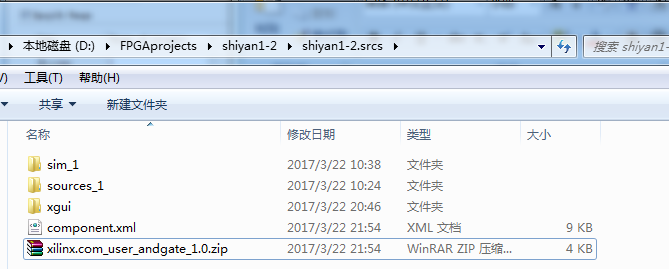 本地磁盘 (D:) ▸ FPGAprojects ▸ shiyan1-2 ▸ shiyan1-2.srcs ▸ 搜索 shiyan1-
V) 工具(T) 帮助(H)
共享 新建文件夹
名称 修改日期 类型 大小
sim_1 2017/3/22 10:38 文件夹
sources_1 2017/3/22 10:24 文件夹
xgui 2017/3/22 20:46 文件夹
component.xml 2017/3/22 21:54 XML 文档 9 KB
xilinx.com_user_andgate_1.0.zip 2017/3/22 21:54 WinRAR ZIP 压缩... 4 KB